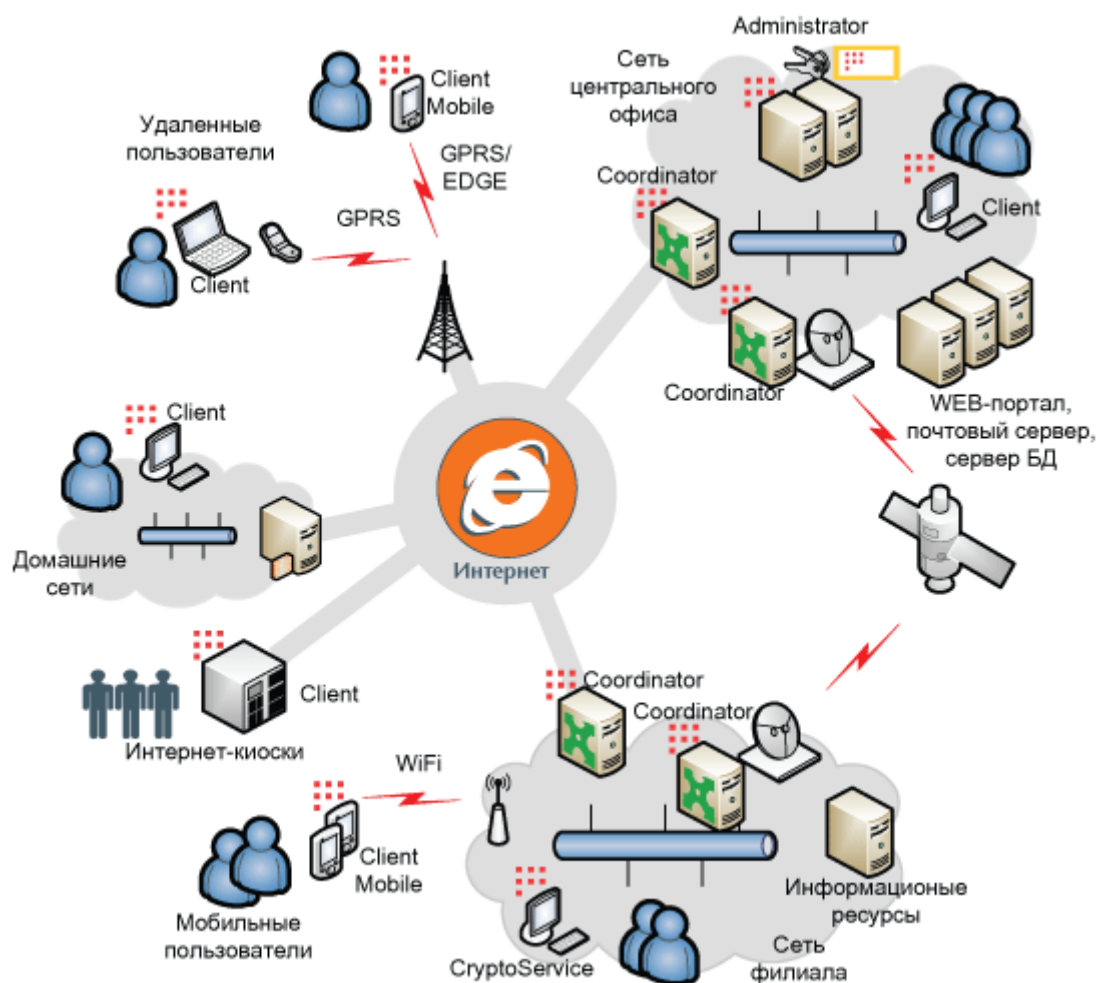 Administrator
Сеть
центрального
офиса
Client
Mobile
Удаленные
пользователи
GPRS/
EDGE
Coordinator
GPRS
Client
Client
Coordinator
WEB-портал,
почтовый сервер,
сервер БД
Client
Домашние
сети
Интернет
Coordinator
Coordinator
Client
Интернет-киоски
WiFi
Client
Mobile
Мобильные
пользователи
Информационые
ресурсы
CryptoService
Сеть
филиала